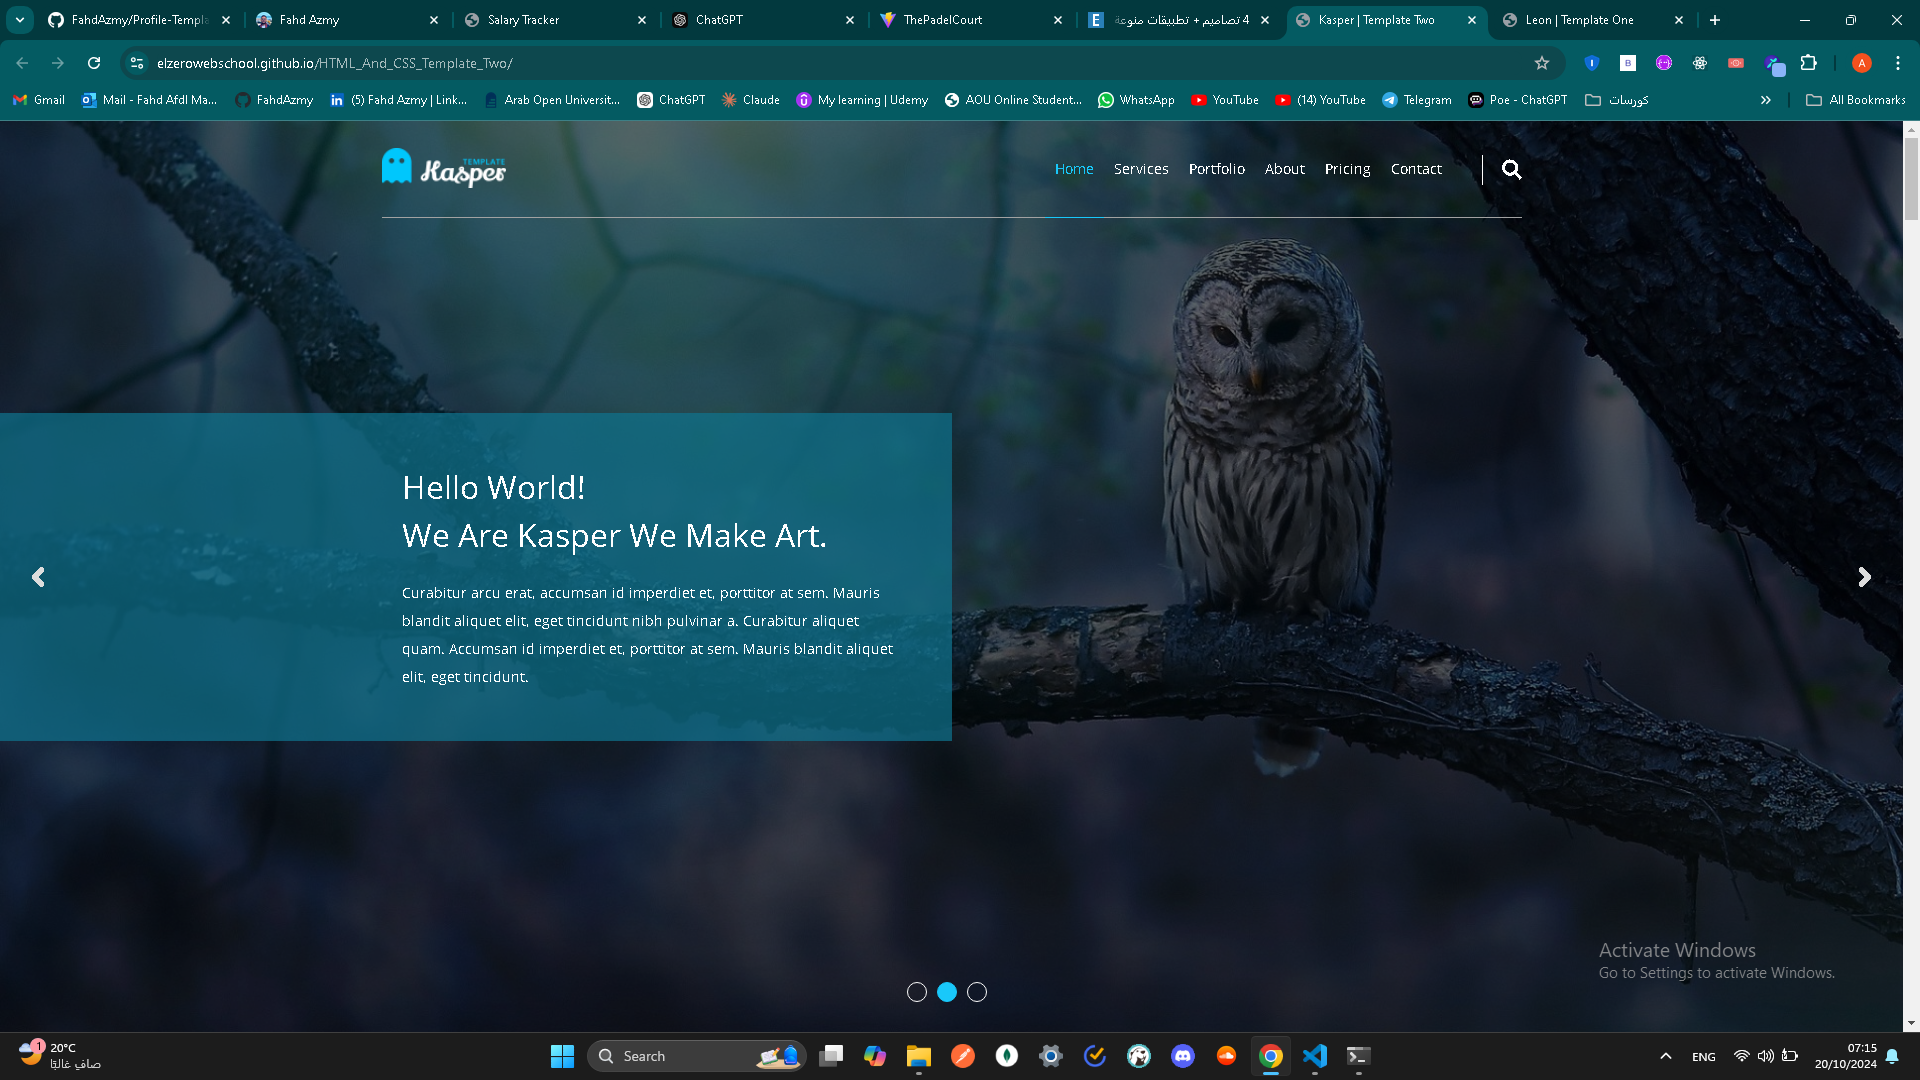 FahdAzmy/Profile-Templa
Fahd Azmy
Salary Tracker
ChatGPT
ThePadelCourt
4 تصاميم + تطبيقات منوعة
Kasper | Template Two
Leon | Template One
elzerowebschool.github.io/HTML_And_CSS_Template_Two/
A
Gmail
Mail - Fahd Afdl Ma...
FahdAzmy
(5) Fahd Azmy | Link...
Arab Open Universit...
ChatGPT
Claude
My learning | Udemy
AOU Online Student...
WhatsApp
YouTube
(14) YouTube
Telegram
Poe - ChatGPT
كورسات
All Bookmarks
TEMPLATE
Kasper
Home
Services
Portfolio
About
Pricing
Contact
Hello World!
We Are Kasper We Make Art.
Curabitur arcu erat, accumsan id imperdiet et, porttitor at sem. Mauris
blandit aliquet elit, eget tincidunt nibh pulvinar a. Curabitur aliquet
quam. Accumsan id imperdiet et, porttitor at sem. Mauris blandit aliquet
elit, eget tincidunt.
Activate Windows
Go to Settings to activate Windows.
1
20°C
صافٍ غالبًا
Search
ENG
07:15
20/10/2024